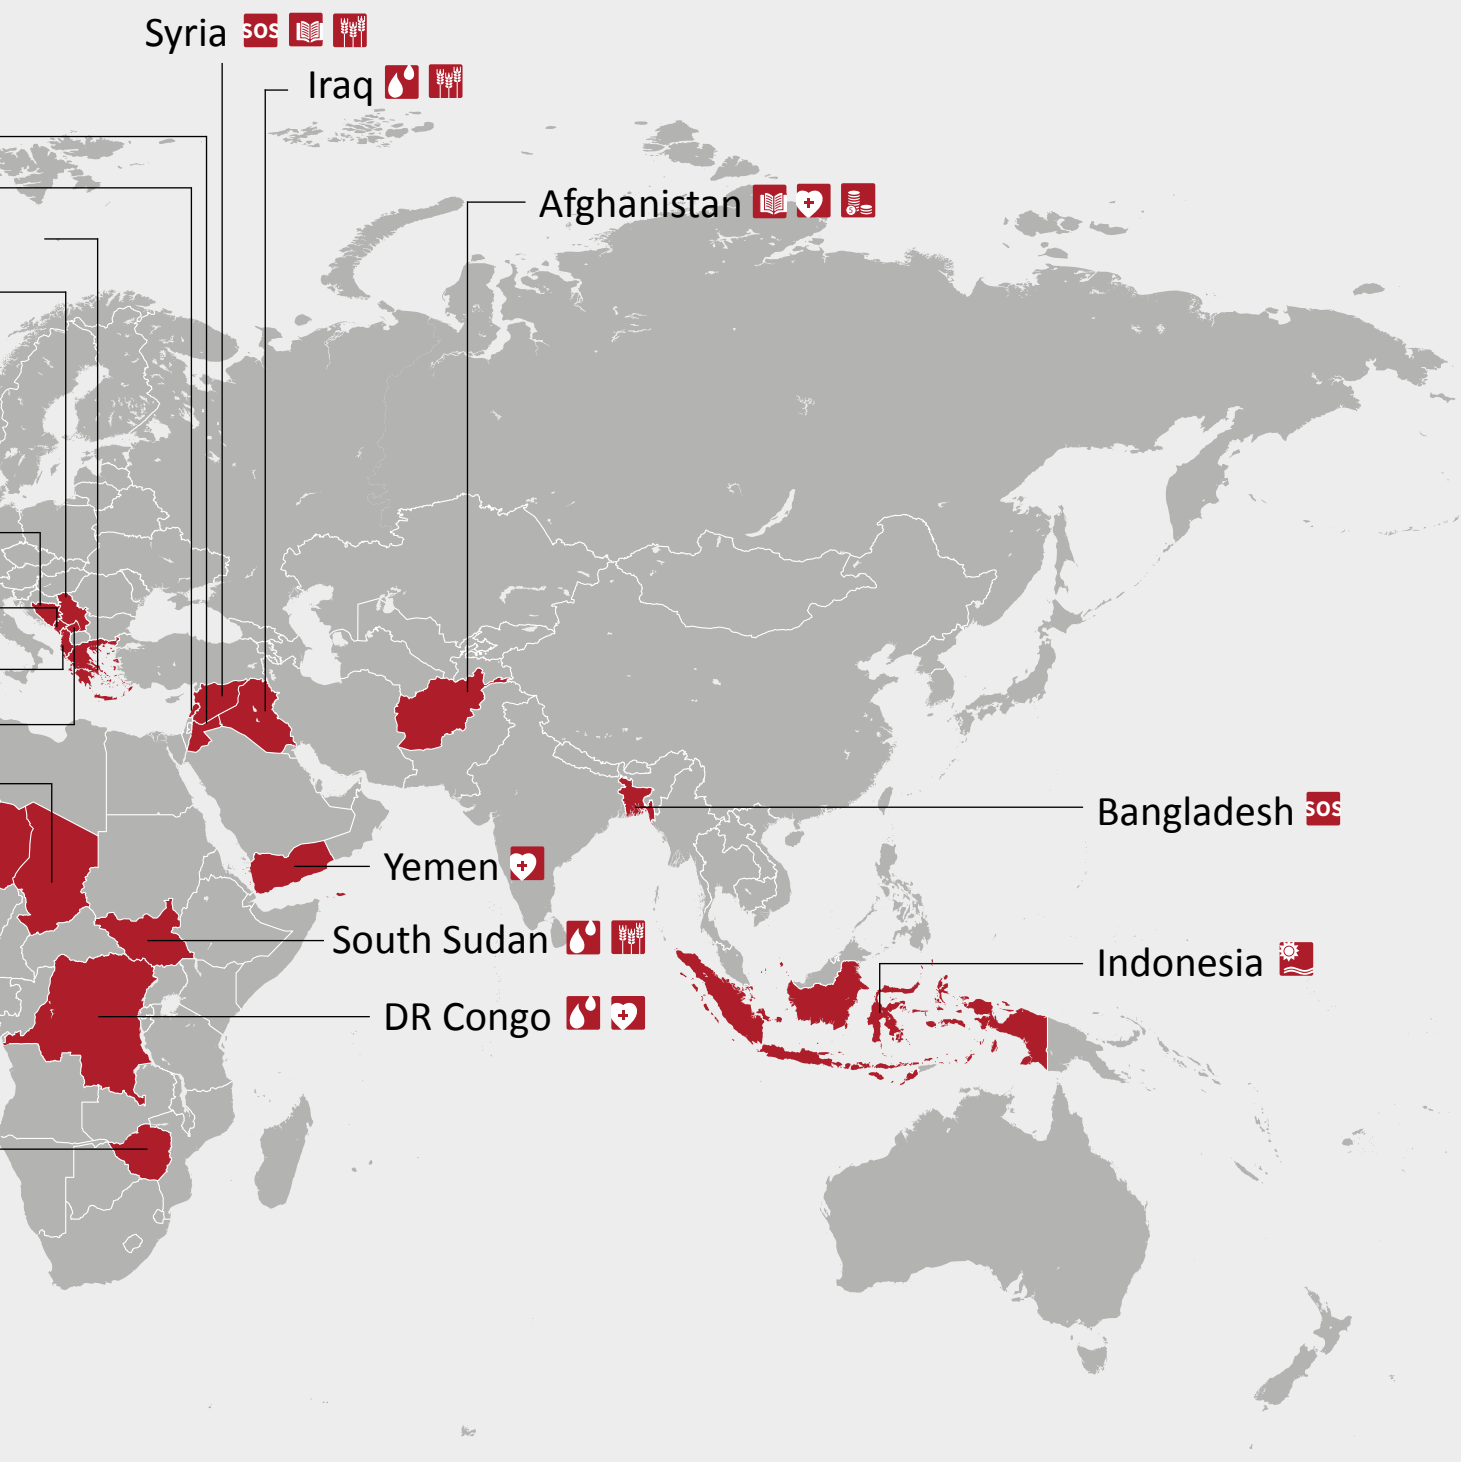 Syria SOS
Iraq
Afghanistan
Bangladesh SOS
Yemen
South Sudan
Indonesia
DR Congo